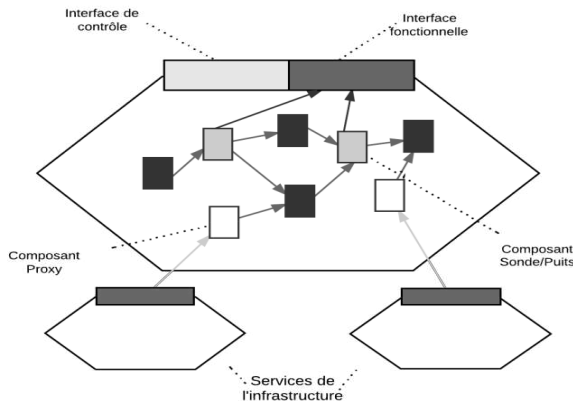 Interface de
contrôle
Interface
fonctionnelle
Composant
Proxy
Composant
Sonde/Puits
Services de
l'infrastructure